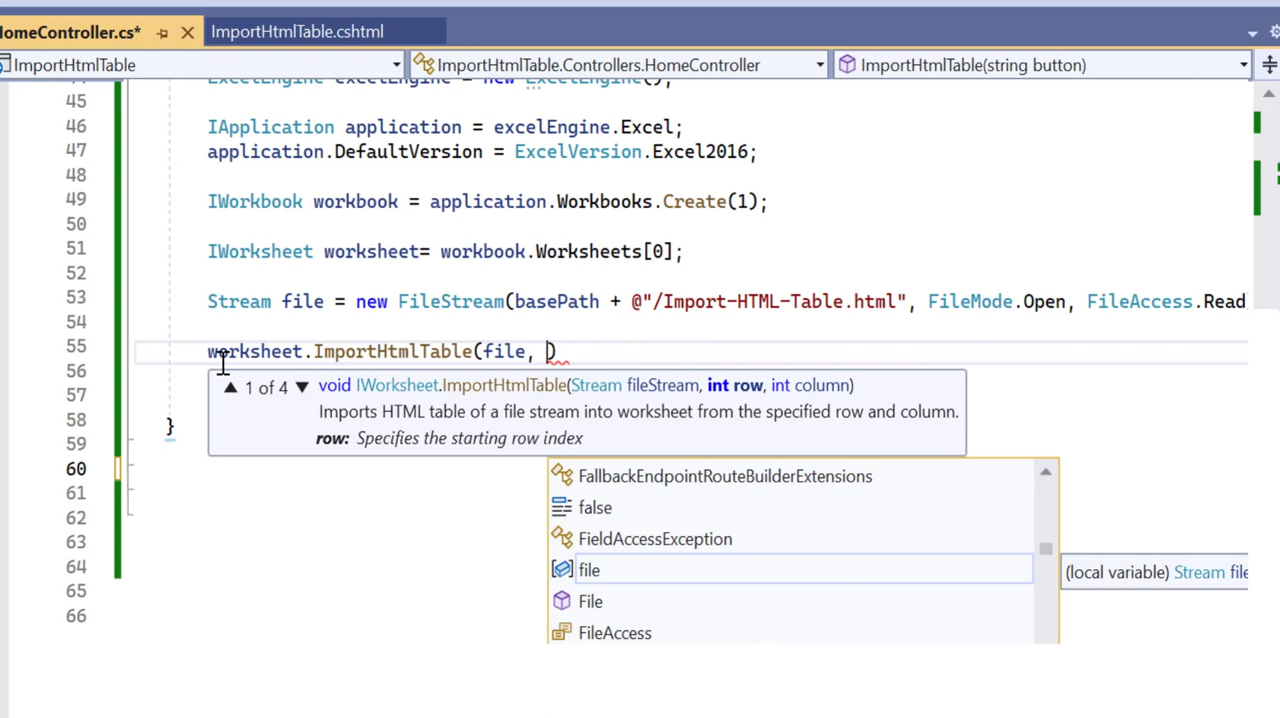 HomeController.cs*
ImportHtmlTable.cshtml
ImportHtmlTable
ImportHtmlTable.Controllers.HomeController
ImportHtmlTable(string button)
ExcelEngine excelEngine = new ExcelEngine();
45
46 IApplication application = excelEngine.Excel;
47 application.DefaultVersion = ExcelVersion.Excel2016;
48
49 IWorkbook workbook = application.Workbooks.Create(1);
50
51 IWorksheet worksheet= workbook.Worksheets[0];
52
53 Stream file = new FileStream(basePath + @"/Import-HTML-Table.html", FileMode.Open, FileAccess.Read
54
55 worksheet.ImportHtmlTable(file, )
56
1 of 4 void IWorksheet.ImportHtmlTable(Stream fileStream, int row, int column)
57
Imports HTML table of a file stream into worksheet from the specified row and column.
58 }
row: Specifies the starting row index
59
60
FallbackEndpointRouteBuilderExtensions
61
false
62
FieldAccessException
63
64
file
(local variable) Stream file
65
File
66
FileAccess